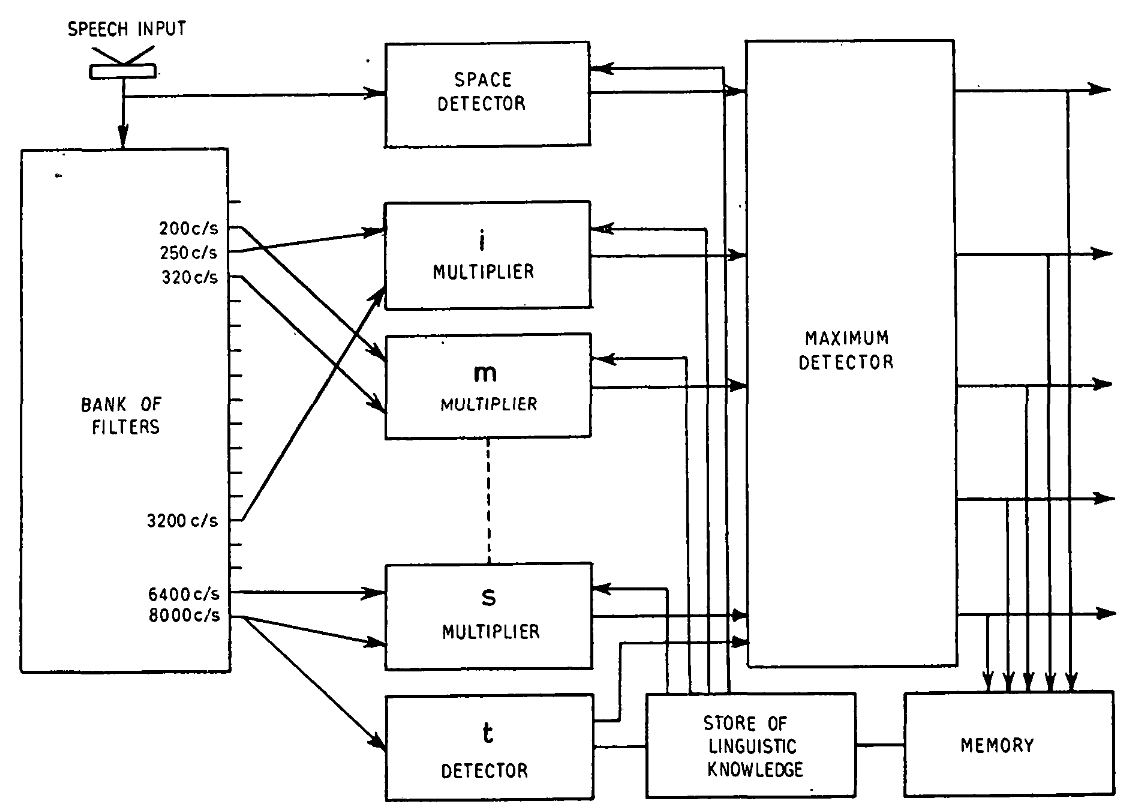 SPEECH INPUT
SPACE
DETECTOR
200c/s
250c/s
320c/s
i
MULTIPLIER
m
MULTIPLIER
MAXIMUM
DETECTOR
BANK OF
FILTERS
3200c/s
6400c/s
8000c/s
s
MULTIPLIER
t
DETECTOR
STORE OF
LINGUISTIC
KNOWLEDGE
MEMORY